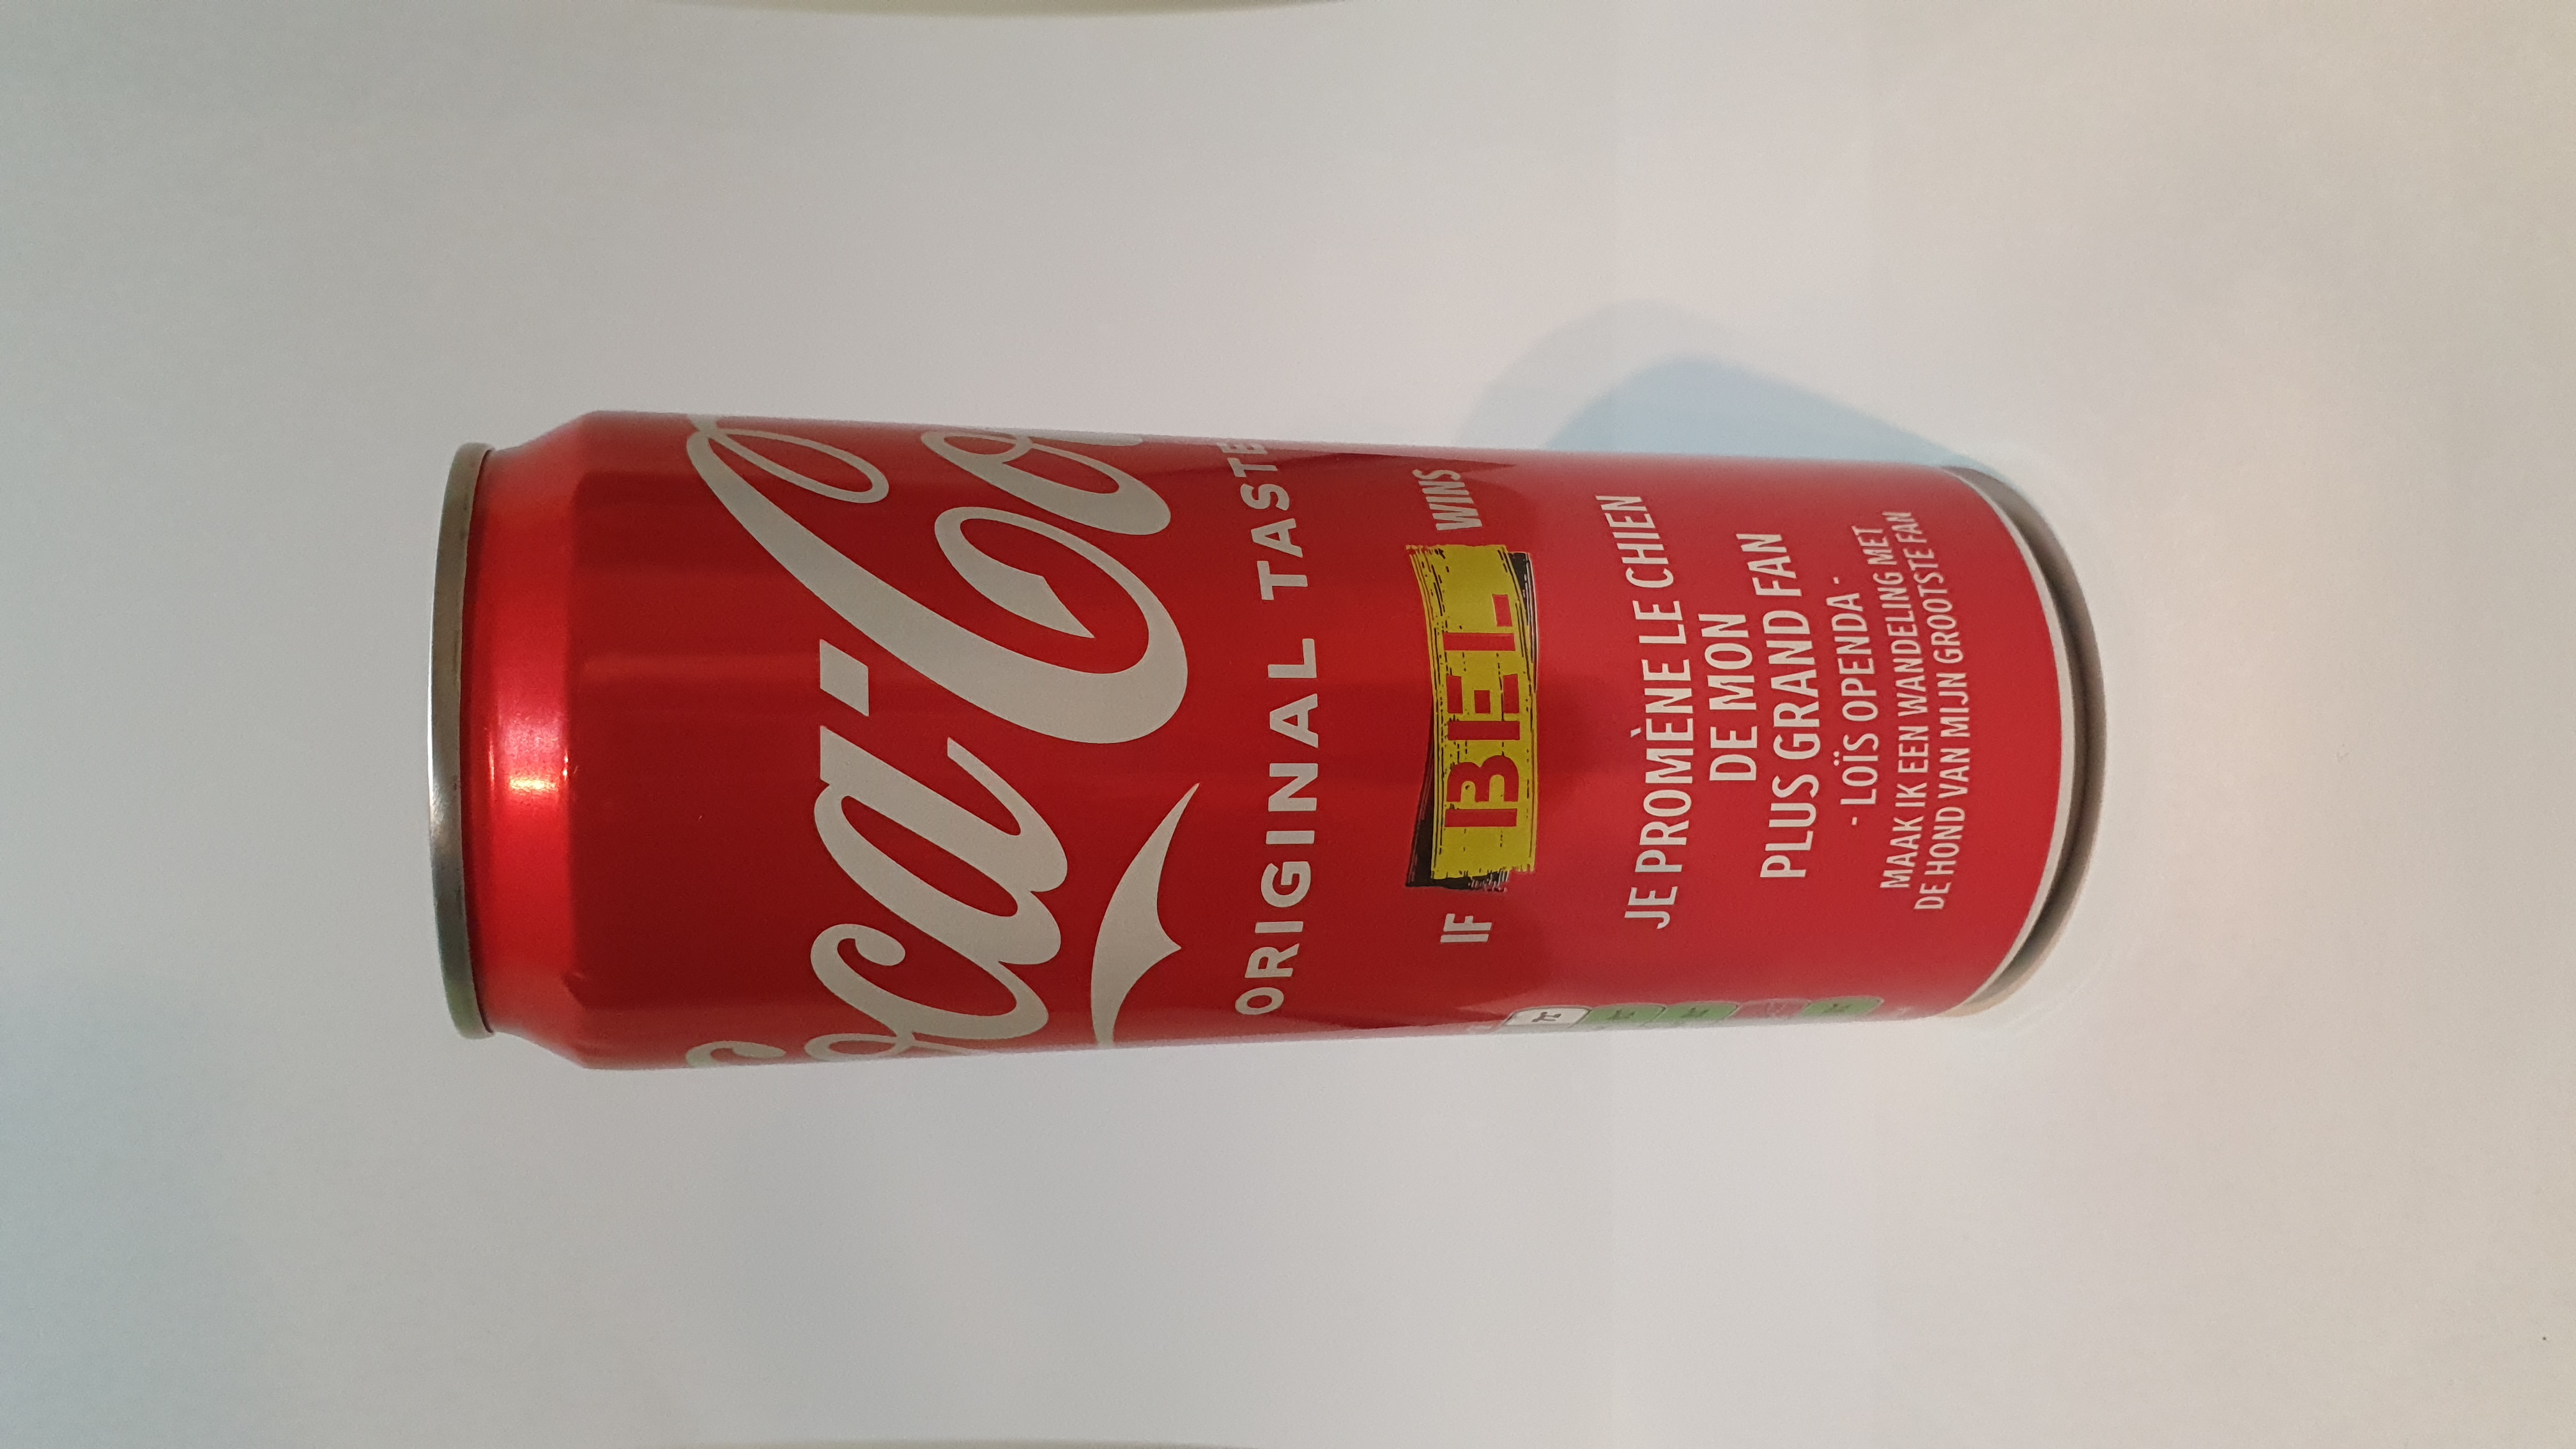 Coca-Co
ORIGINAL TASTE
IF BEL WINS
JE PROMÈNE LE CHIEN
DE MON
PLUS GRAND FAN
- LOÏS OPENDA -
MAAK IK EEN WANDELING MET
DE HOND VAN MIJN GROOTSTE FAN